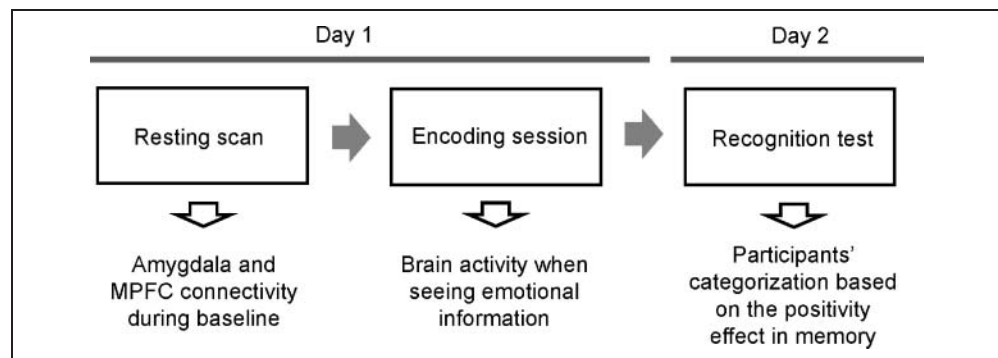 Day 1
Day 2
Resting scan
Encoding session
Recognition test
Amygdala and
MPFC connectivity
during baseline
Brain activity when
seeing emotional
information
Participants'
categorization based
on the positivity
effect in memory